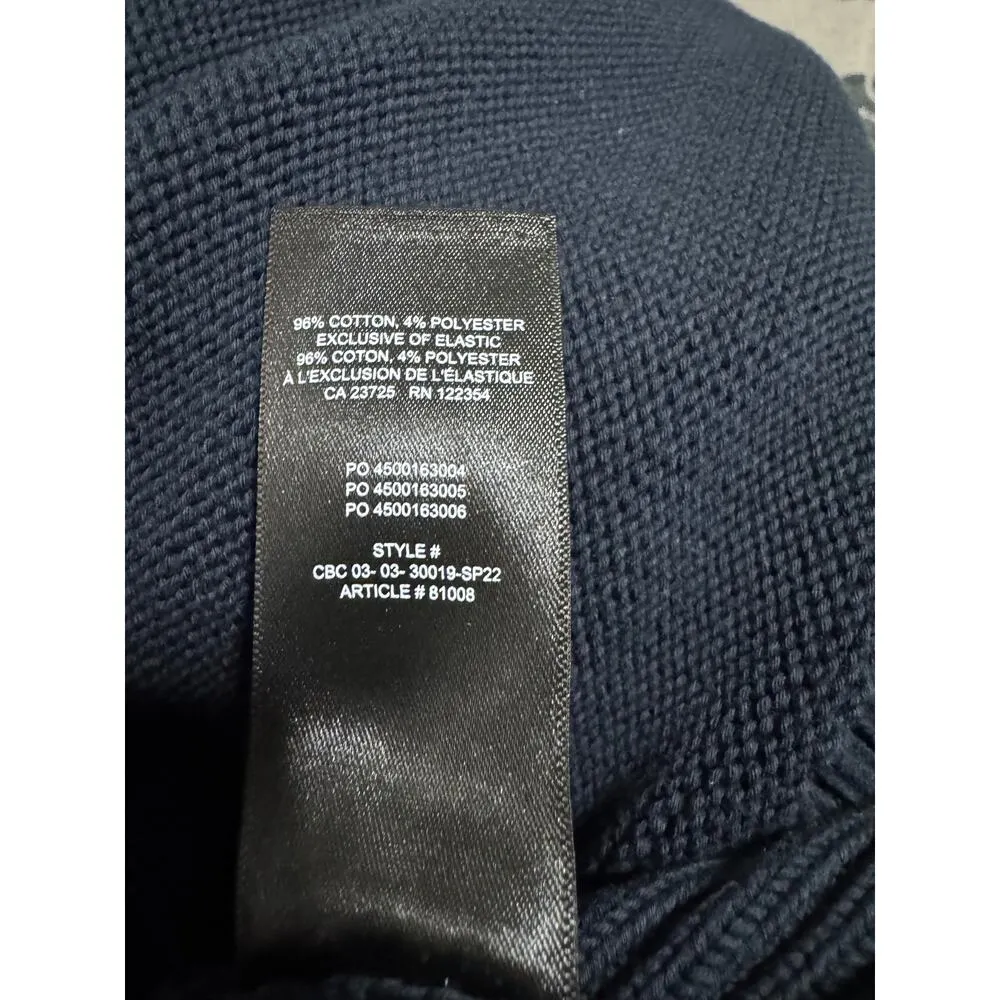 96% COTTON, 4% POLYESTER
EXCLUSIVE OF ELASTIC
96% COTON, 4% POLYESTER
À L'EXCLUSION DE L'ÉLASTIQUE
CA 23725 RN 122354
PO 4500163004
PO 4500163005
PO 4500163006
STYLE #
CBC 03- 03- 30019-SP22
ARTICLE # 81008